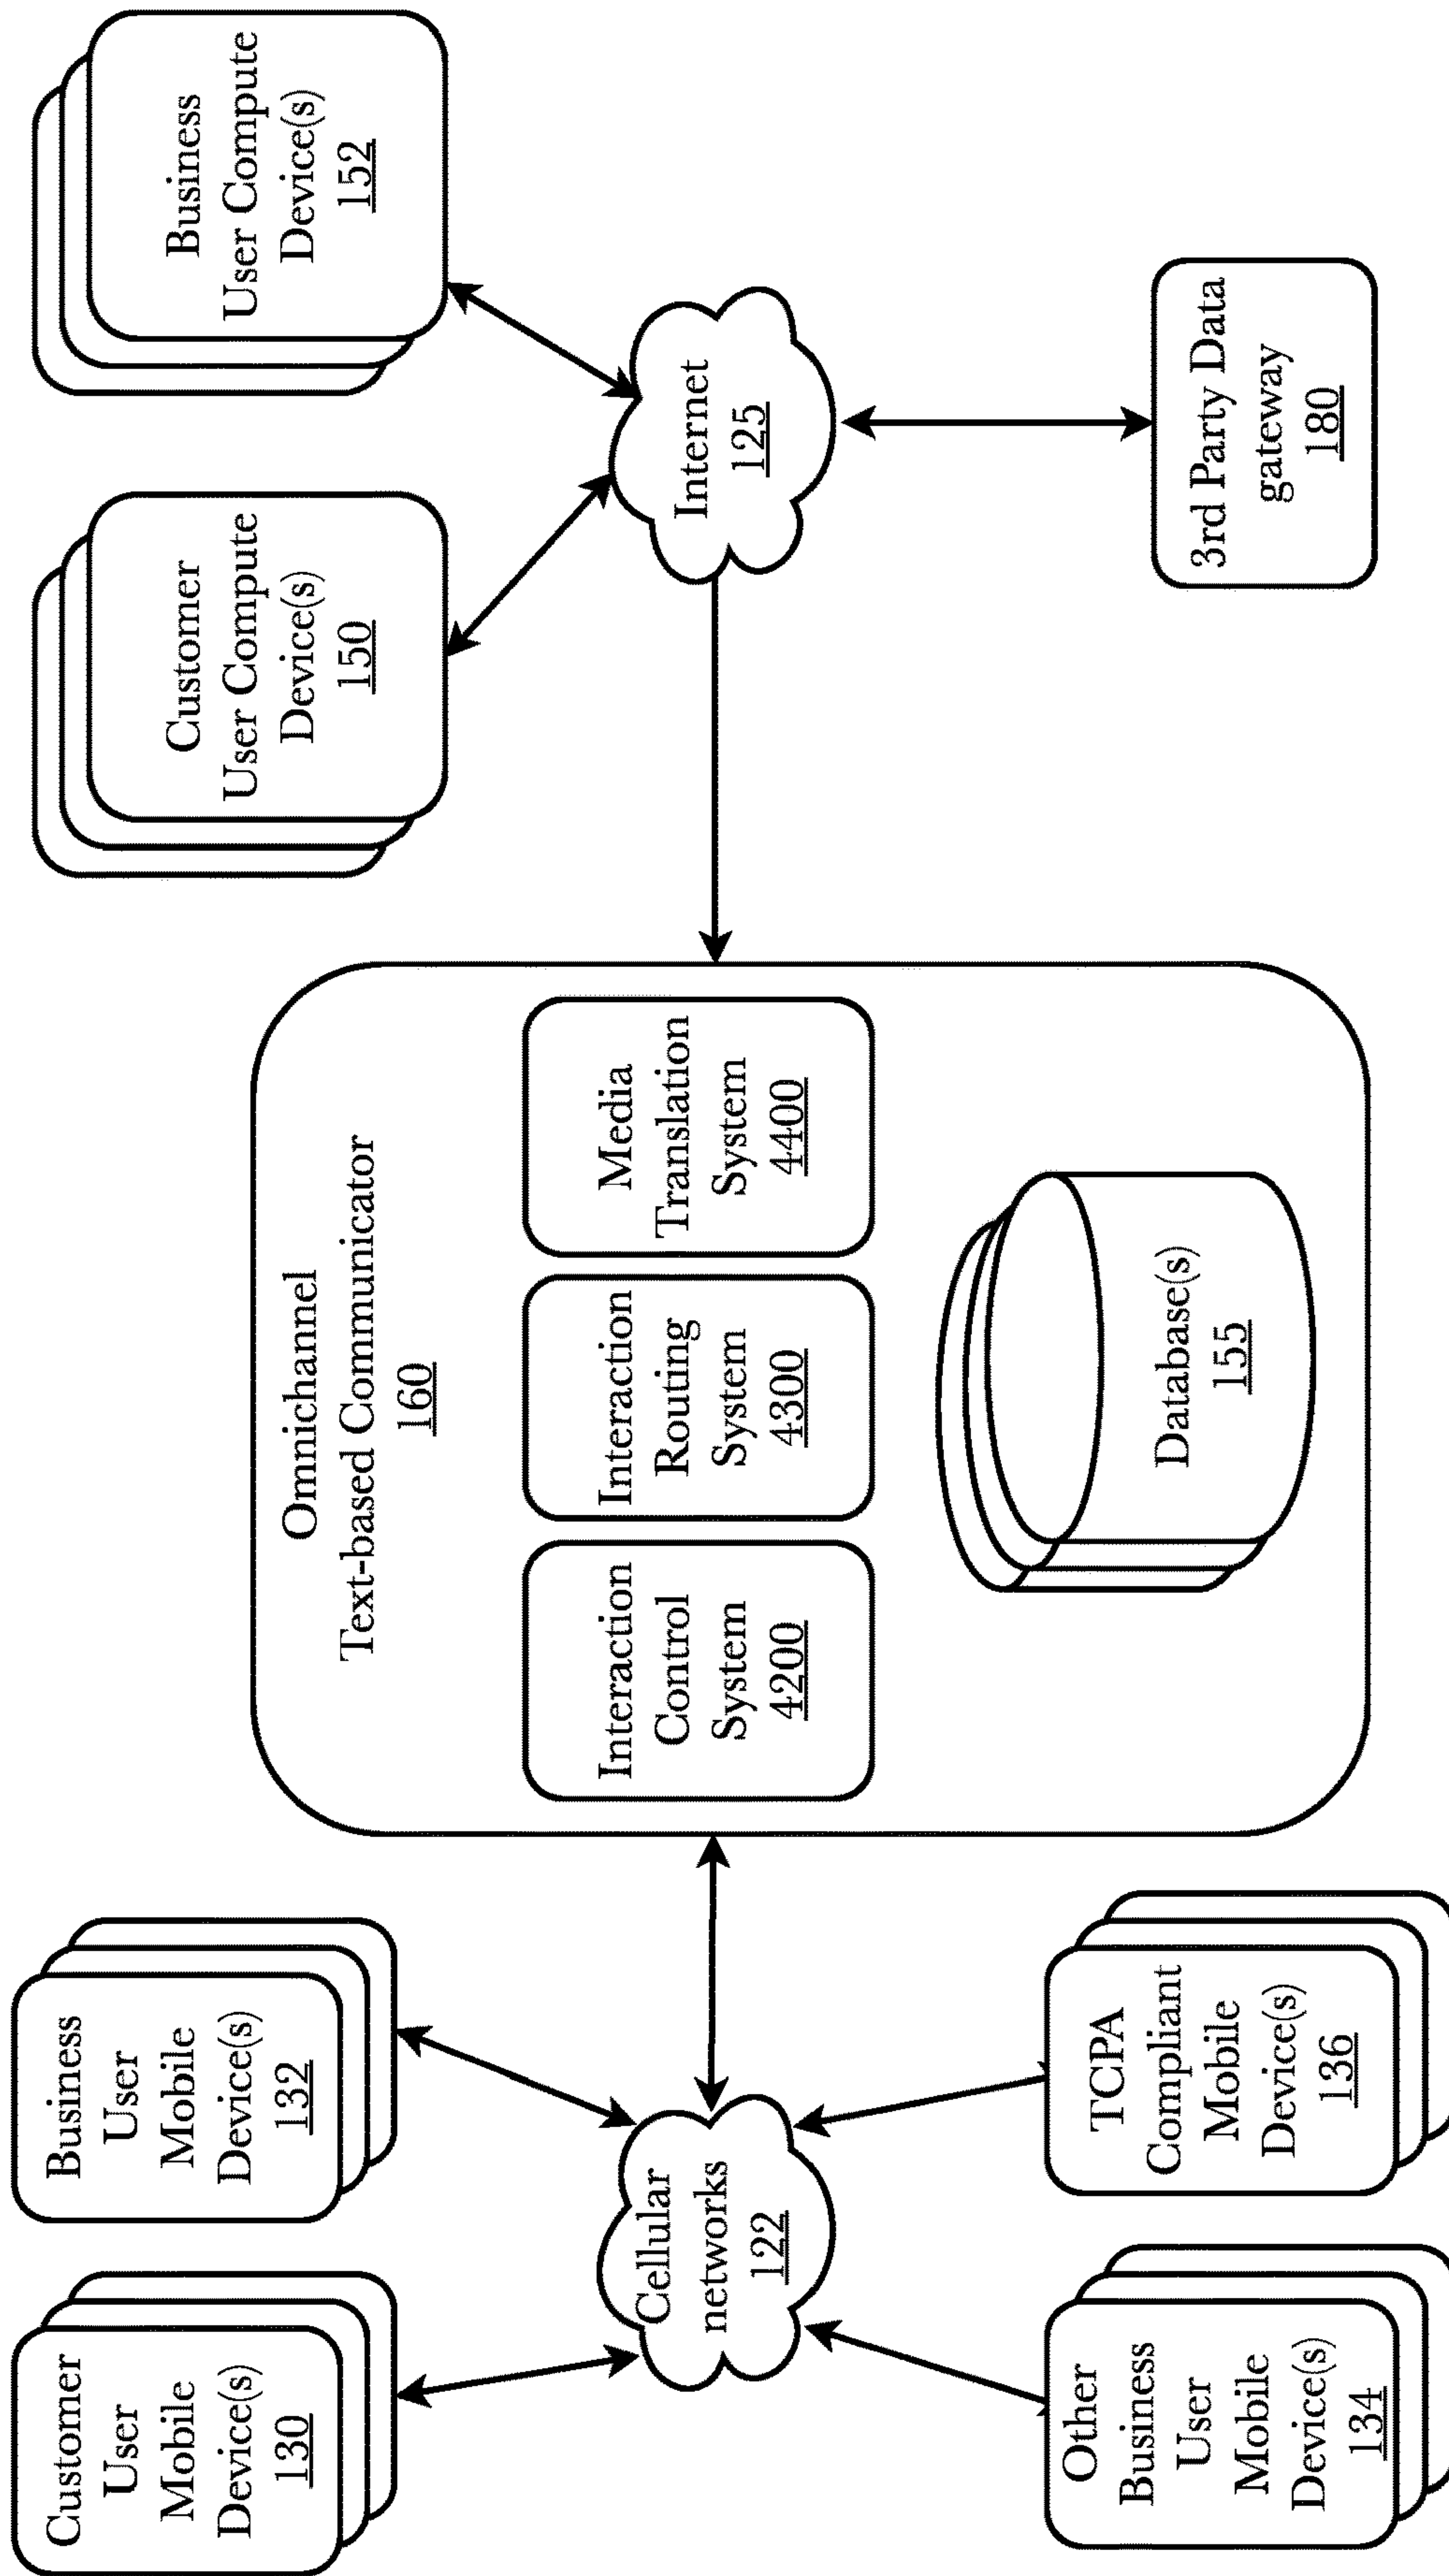 Customer
User
Mobile
Device(s)
130
Business
User
Mobile
Device(s)
132
Cellular
networks
122
Other
Business
User
Mobile
Device(s)
134
TCPA
Compliant
Mobile
Device(s)
136
Omnichannel
Text-based Communicator
160
Interaction
Control
System
4200
Interaction
Routing
System
4300
Media
Translation
System
4400
Database(s)
155
Customer
User Compute
Device(s)
150
Business
User Compute
Device(s)
152
Internet
125
3rd Party Data
gateway
180